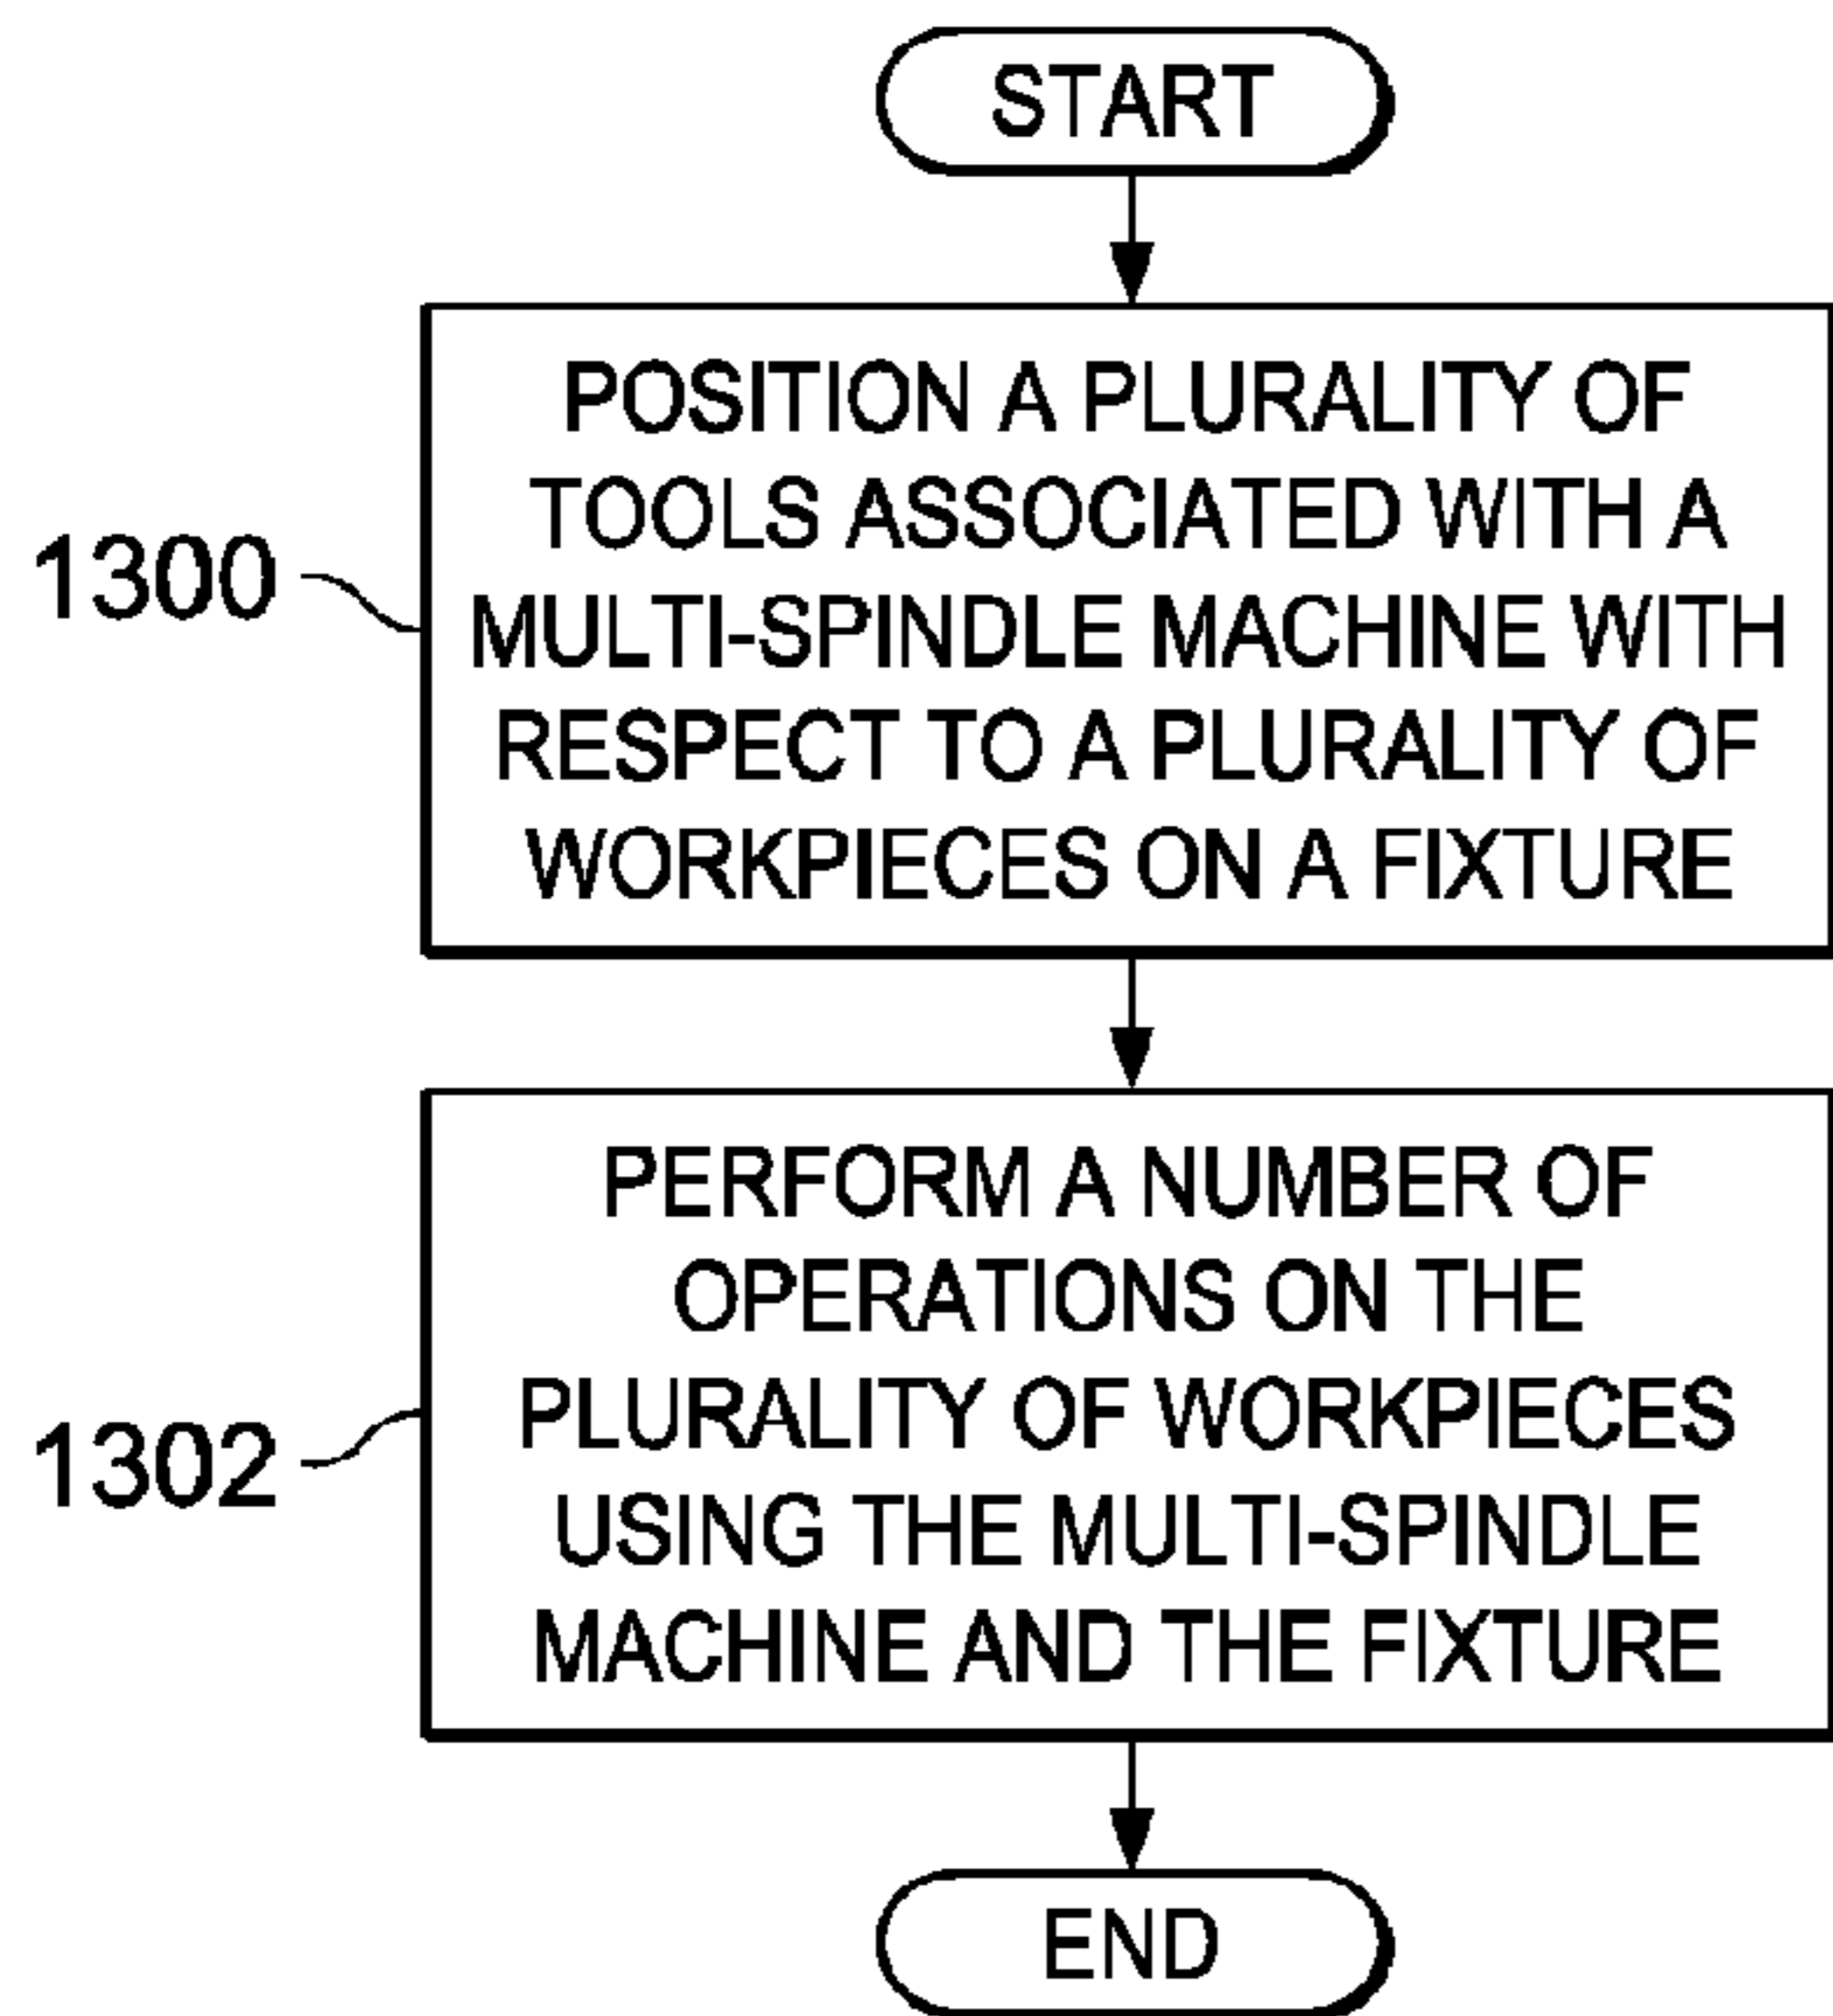 START
POSITION A PLURALITY OF
TOOLS ASSOCIATED WITH A
1300
MULTI-SPINDLE MACHINE WITH
RESPECT TO A PLURALITY OF
WORKPIECES ON A FIXTURE
PERFORM A NUMBER OF
OPERATIONS ON THE
PLURALITY OF WORKPIECES
1302
USING THE MULTI-SPINDLE
MACHINE AND THE FIXTURE
END